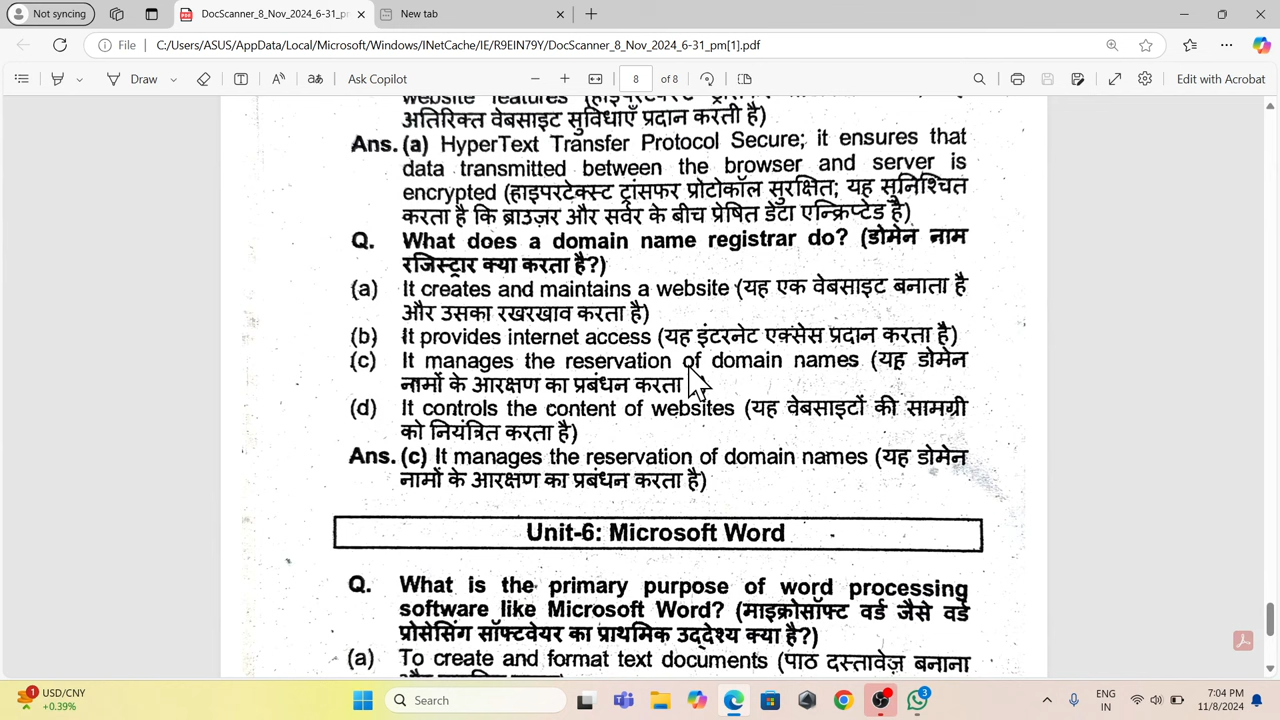 Not syncing
DocScanner_8_Nov_2024_6-31_pr
New tab
File
C:/Users/ASUS/AppData/Local/Microsoft/Windows/INetCache/IE/R9EIN79Y/DocScanner_8_Nov_2024_6-31_pm[1].pdf
Draw
Ask Copilot
8 of 8
Edit with Acrobat
website features (हाइपरटेक्स्ट
अतिरिक्त वेबसाइट सुविधाएँ प्रदान करती है)
Ans. (a) HyperText Transfer Protocol Secure; it ensures that
data transmitted between the browser and server is
encrypted (हाइपरटेक्स्ट ट्रांसफर प्रोटोकॉल सुरक्षित; यह सुनिश्चित
करता है कि ब्राउज़र और सर्वर के बीच प्रेषित डेटा एन्क्रिप्टेड है)
Q. What does a domain name registrar do? (डोमेन नाम
रजिस्ट्रार क्या करता है?)
(a) It creates and maintains a website (यह एक वेबसाइट बनाता है
और उसका रखरखाव करता है)
(b) It provides internet access (यह इंटरनेट एक्सेस प्रदान करता है)
(c) It manages the reservation of domain names (यह डोमेन
नामों के आरक्षण का प्रबंधन करता
(d) It controls the content of websites (यह वेबसाइटों की सामग्री
को नियंत्रित करता है)
Ans. (c) It manages the reservation of domain names (यह डोमेन
नामों के आरक्षण का प्रबंधन करता है)
Unit-6: Microsoft Word
Q. What is the primary purpose of word processing
software like Microsoft Word? (माइक्रोसॉफ्ट वर्ड जैसे वर्ड
प्रोसेसिंग सॉफ्टवेयर का प्राथमिक उद्देश्य क्या है?)
(a) To create and format text documents (पाठ दस्तावेज़ बनाना
1
USD/CNY
+0.39%
Search
3
ENG
IN
7:04 PM
11/8/2024